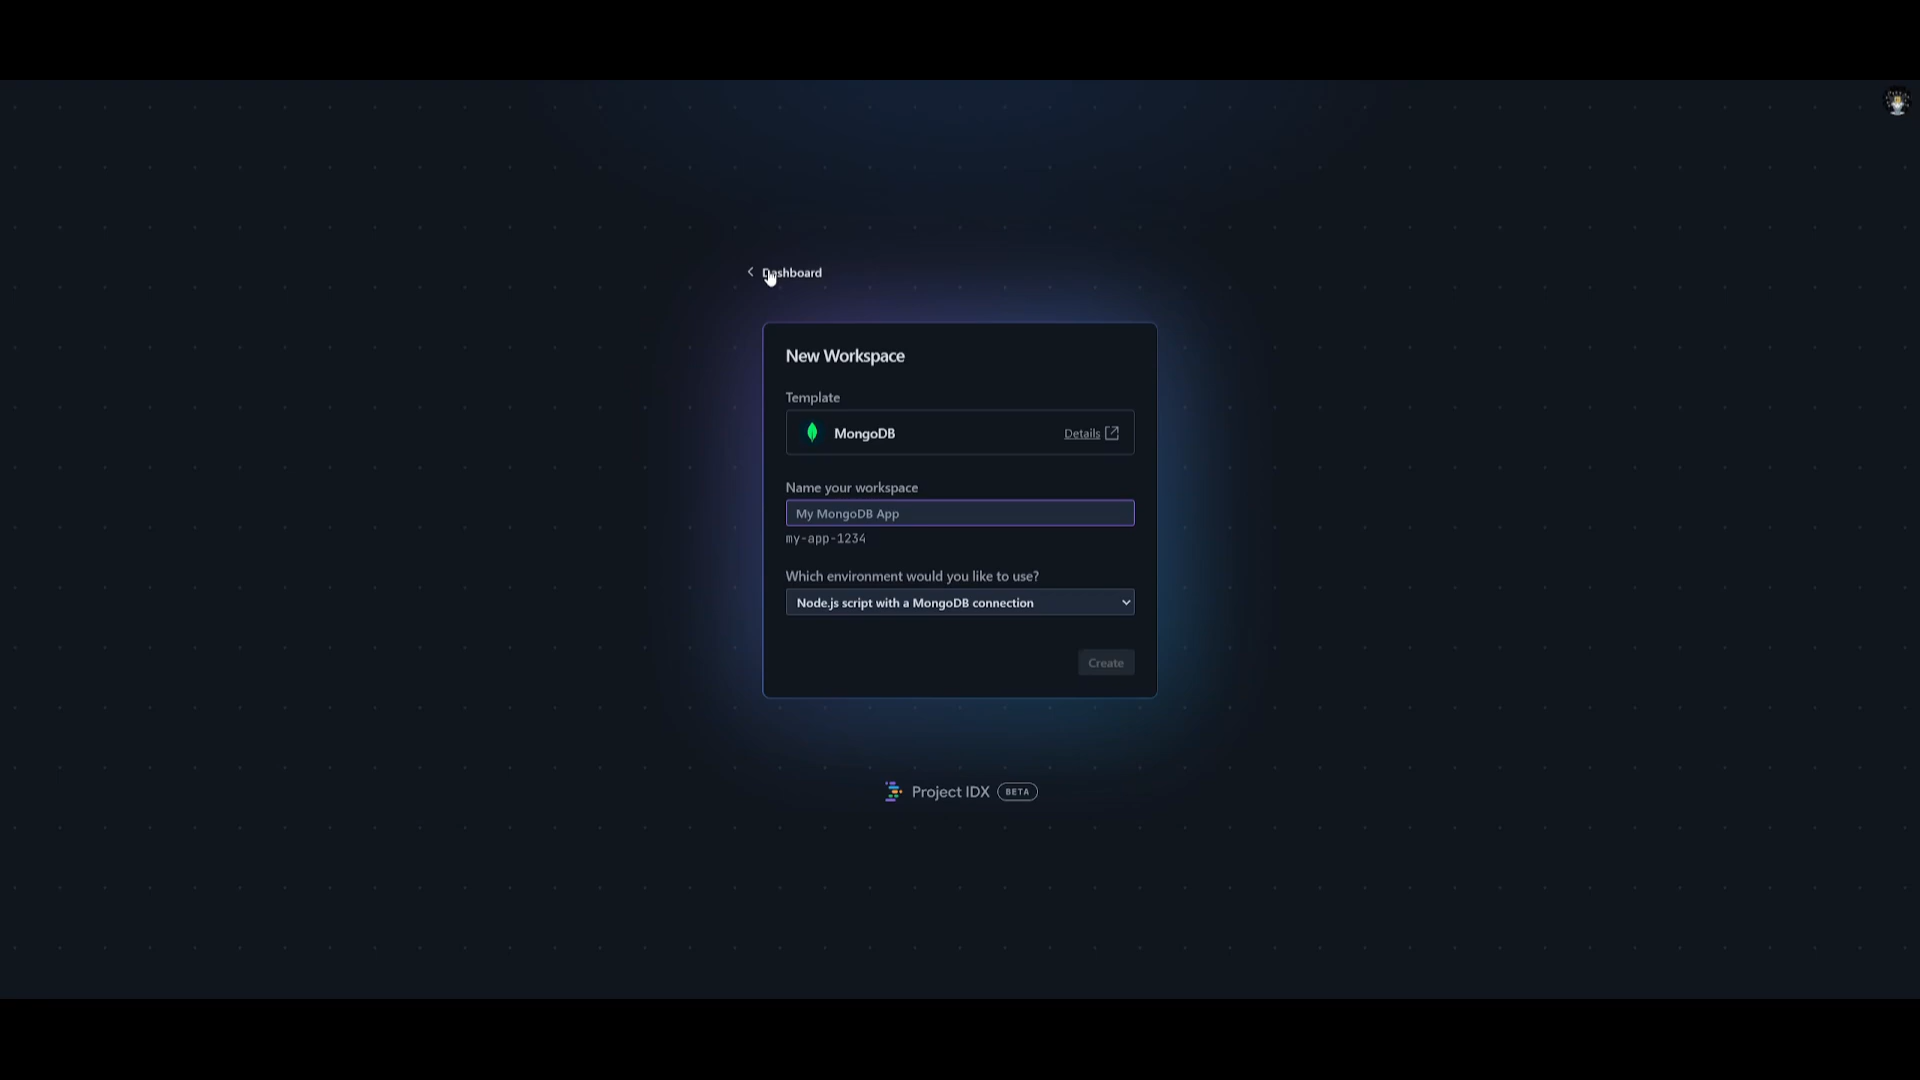 Dashboard
New Workspace
Template
MongoDB
Details
Name your workspace
My MongoDB App
my-app-1234
Which environment would you like to use?
Node.js script with a MongoDB connection
Create
Project IDX BETA